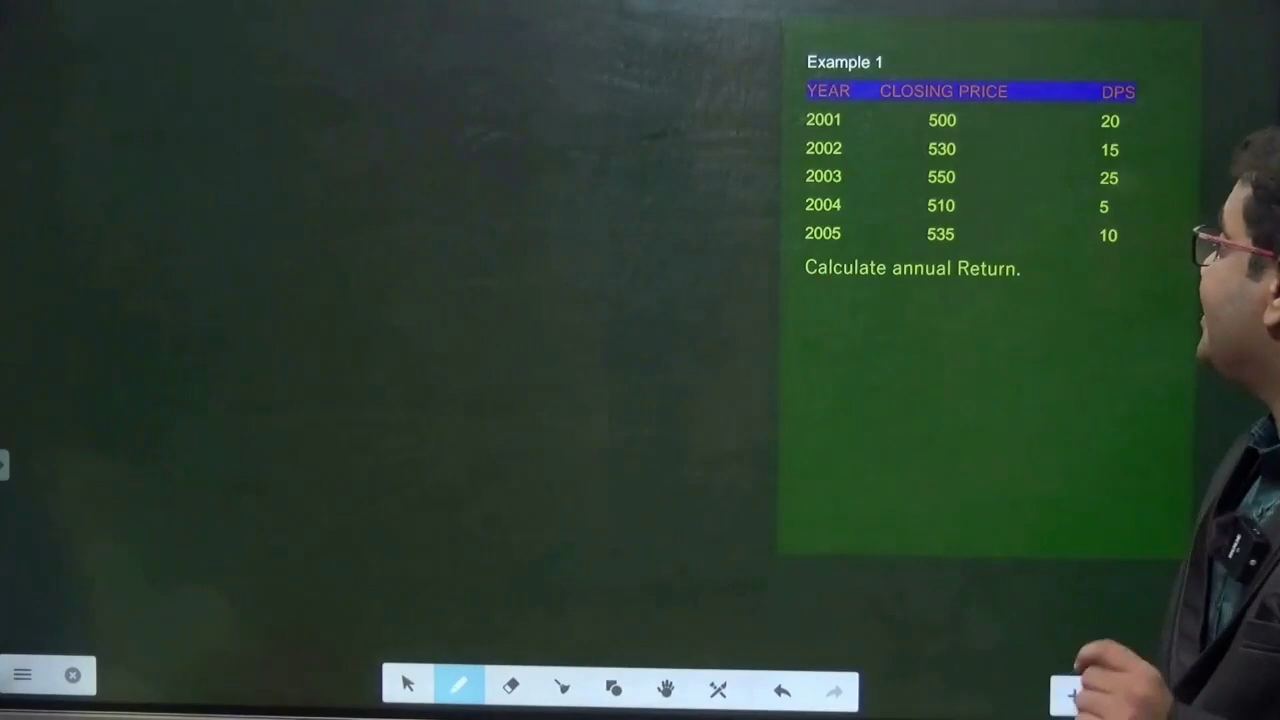 Example 1
YEAR CLOSING PRICE DPS
2001 500 20
2002 530 15
2003 550 25
2004 510 5
2005 535 10
Calculate annual Return.